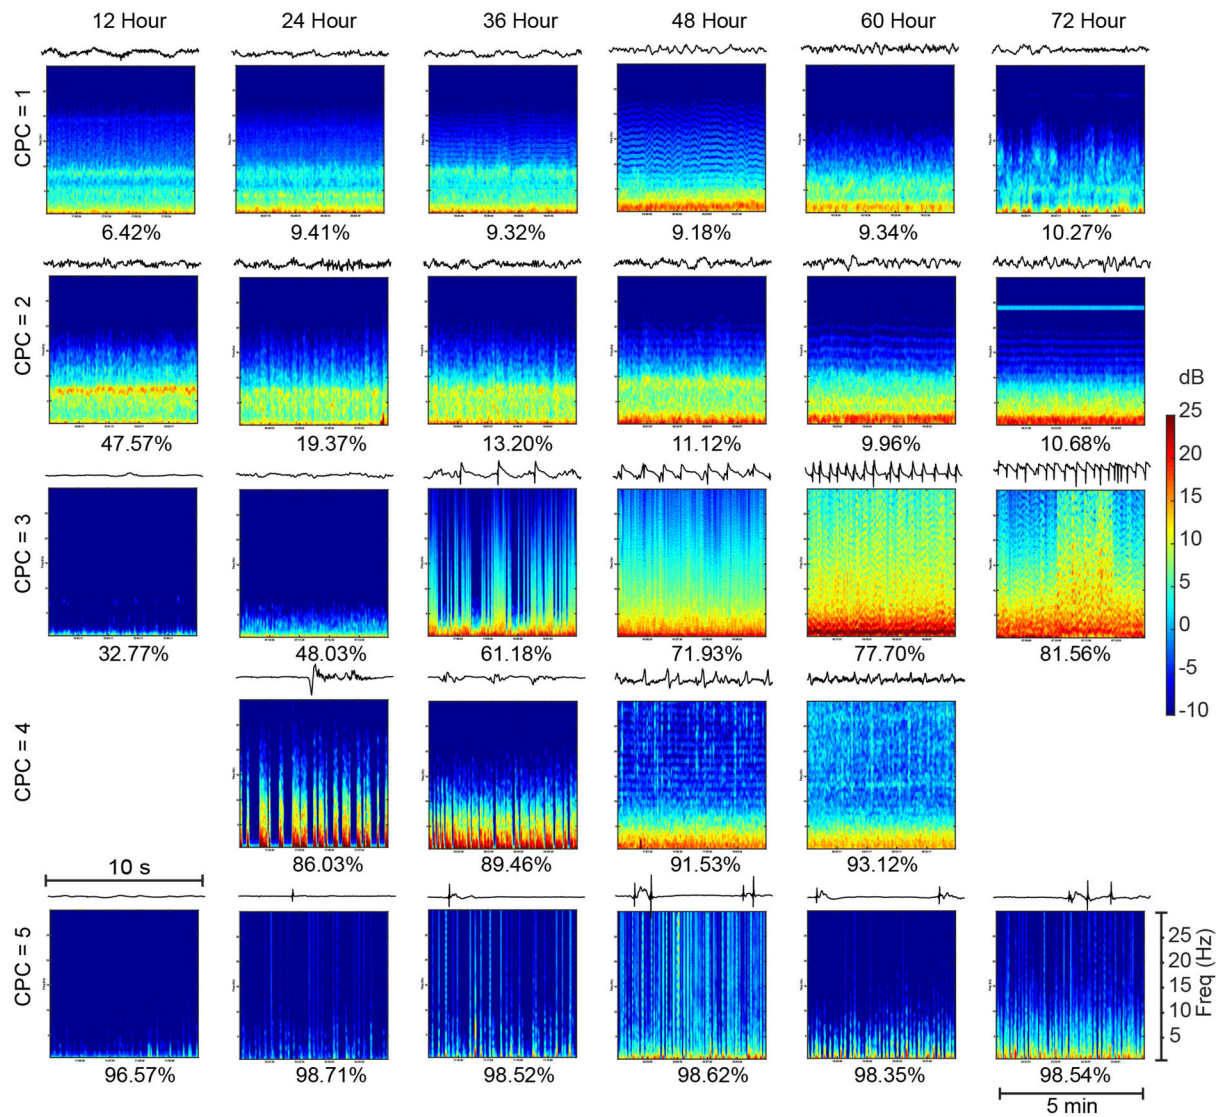 12 Hour 24 Hour 36 Hour 48 Hour 60 Hour 72 Hour
CPC = 1
6.42% 9.41% 9.32% 9.18% 9.34% 10.27%
CPC = 2
47.57% 19.37% 13.20% 11.12% 9.96% 10.68%
dB
25
20
15
10
5
0
-5
-10
CPC = 3
32.77% 48.03% 61.18% 71.93% 77.70% 81.56%
CPC = 4
86.03% 89.46% 91.53% 93.12%
10 s
CPC = 5
25
20
15
10
5
Freq (Hz)
96.57% 98.71% 98.52% 98.62% 98.35% 98.54%
5 min